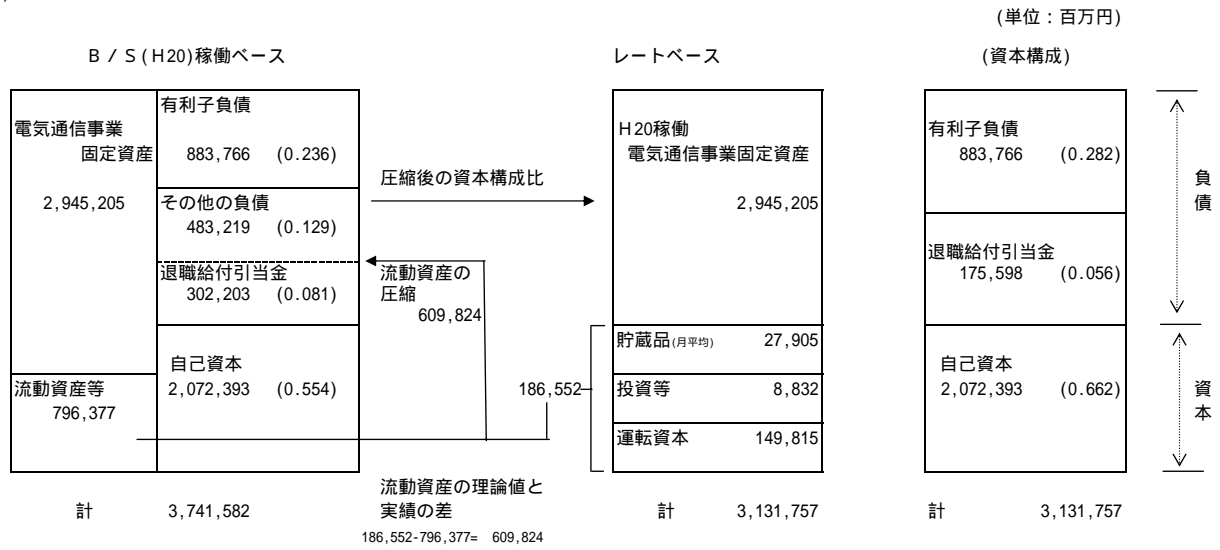 (単位：百万円)
Ｂ／Ｓ(Ｈ20)稼働ベース
レートベース
(資本構成)
有利子負債
電気通信事業
固定資産
883,766 (0.236)
2,945,205
その他の負債
483,219 (0.129)
退職給付引当金
302,203 (0.081)
自己資本
2,072,393 (0.554)
流動資産等
796,377
計 3,741,582
圧縮後の資本構成比
流動資産の
圧縮
609,824
186,552
流動資産の理論値と
実績の差
186,552-796,377= 609,824
Ｈ20稼働
電気通信事業固定資産
2,945,205
貯蔵品(月平均) 27,905
投資等 8,832
運転資本 149,815
計 3,131,757
有利子負債
883,766 (0.282)
退職給付引当金
175,598 (0.056)
自己資本
2,072,393 (0.662)
計 3,131,757
負債
資本